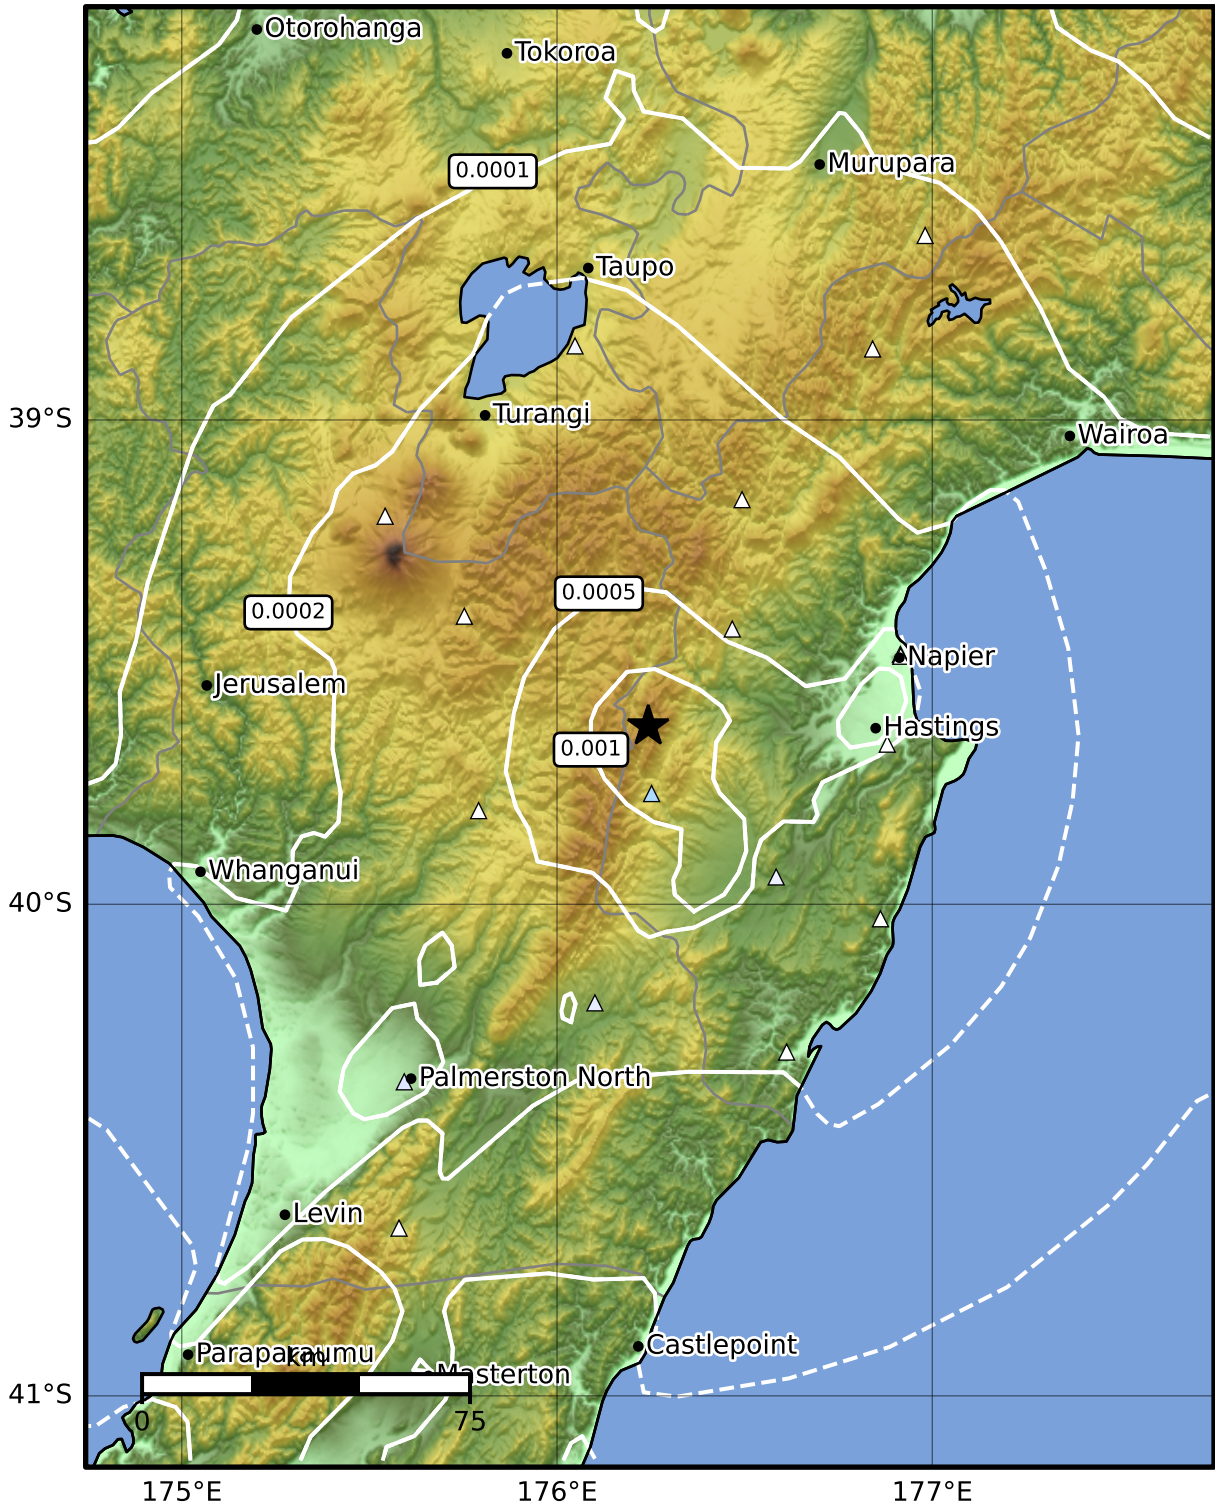 Otorohanga
Tokoroa
0.0001
Murupara
Taupo
Turangi
39°S
Wairoa
0.0005
0.0002
Napier
Jerusalem
Hastings
0.001
Whanganui
40°S
Palmerston North
Levin
Castlepoint
Paraparaumu
km
Masterton
41°S
0
75
175°E
176°E
177°E